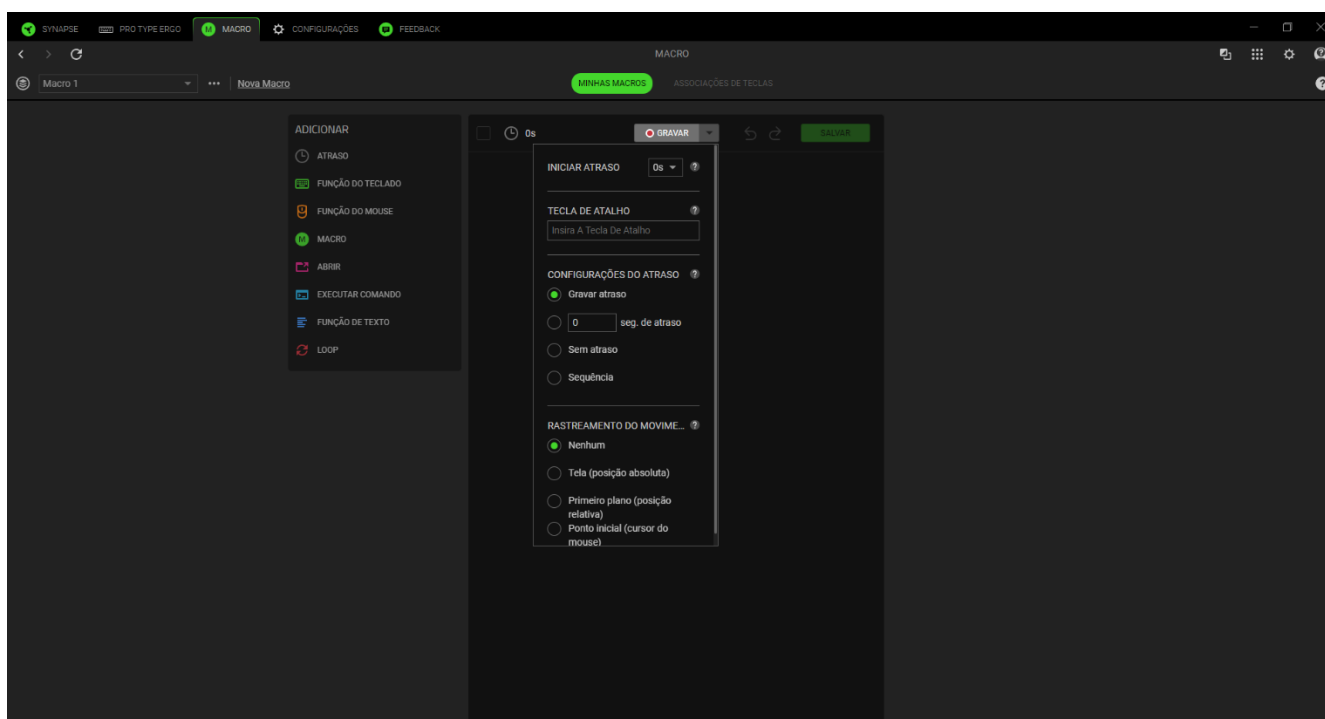 SYNAPSE PRO TYPE ERGO M MACRO CONFIGURAÇÕES FEEDBACK
MACRO
Macro 1 Nova Macro MINHAS MACROS ASSOCIAÇÕES DE TECLAS ?
ADICIONAR
ATRASO
FUNÇÃO DO TECLADO
FUNÇÃO DO MOUSE
M MACRO
ABRIR
EXECUTAR COMANDO
FUNÇÃO DE TEXTO
LOOP
0s GRAVAR SALVAR
INICIAR ATRASO 0s ?
TECLA DE ATALHO ?
Insira A Tecla De Atalho
CONFIGURAÇÕES DO ATRASO ?
Gravar atraso
0 seg. de atraso
Sem atraso
Sequência
RASTREAMENTO DO MOVIME... ?
Nenhum
Tela (posição absoluta)
Primeiro plano (posição
relativa)
Ponto inicial (cursor do
mouse)